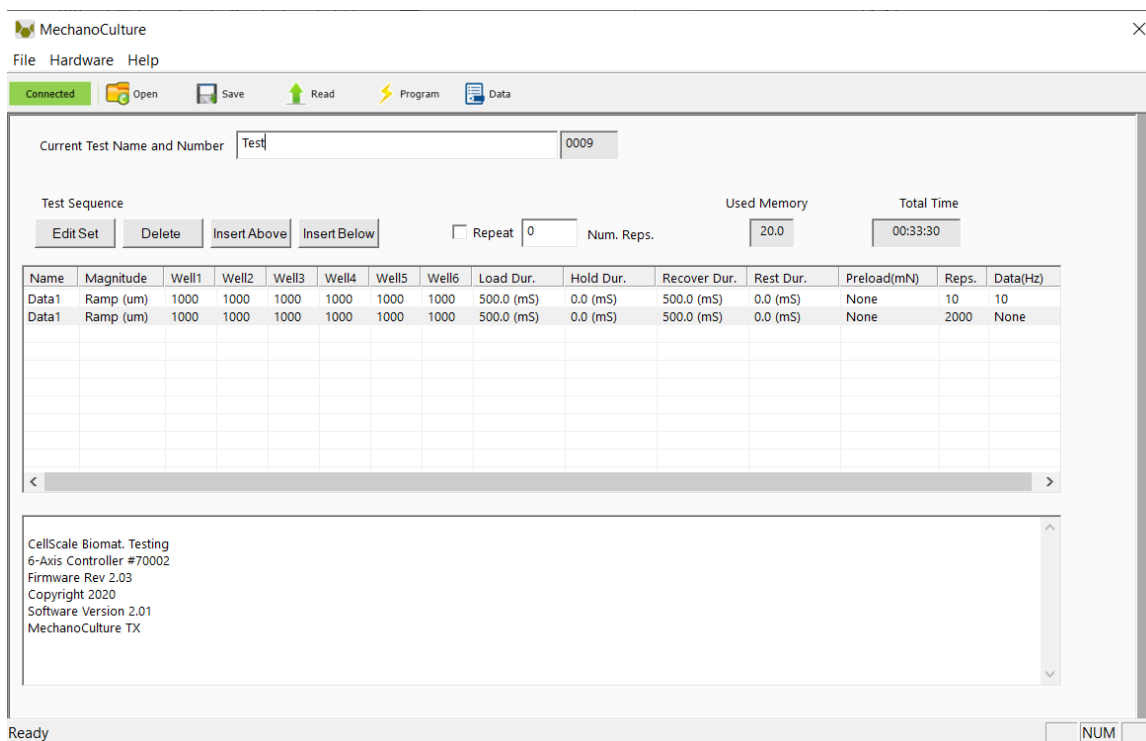 MechanoCulture
File Hardware Help
Connected Open Save Read Program Data
Current Test Name and Number Test 0009
Test Sequence Used Memory Total Time
Edit Set Delete Insert Above Insert Below Repeat 0 Num. Reps. 20.0 00:33:30
Name Magnitude Well1 Well2 Well3 Well4 Well5 Well6 Load Dur. Hold Dur. Recover Dur. Rest Dur. Preload(mN) Reps. Data(Hz)
Data1 Ramp (um) 1000 1000 1000 1000 1000 1000 500.0 (mS) 0.0 (mS) 500.0 (mS) 0.0 (mS) None 10 10
Data1 Ramp (um) 1000 1000 1000 1000 1000 1000 500.0 (mS) 0.0 (mS) 500.0 (mS) 0.0 (mS) None 2000 None
CellScale Biomat. Testing
6-Axis Controller #70002
Firmware Rev 2.03
Copyright 2020
Software Version 2.01
MechanoCulture TX
Ready NUM